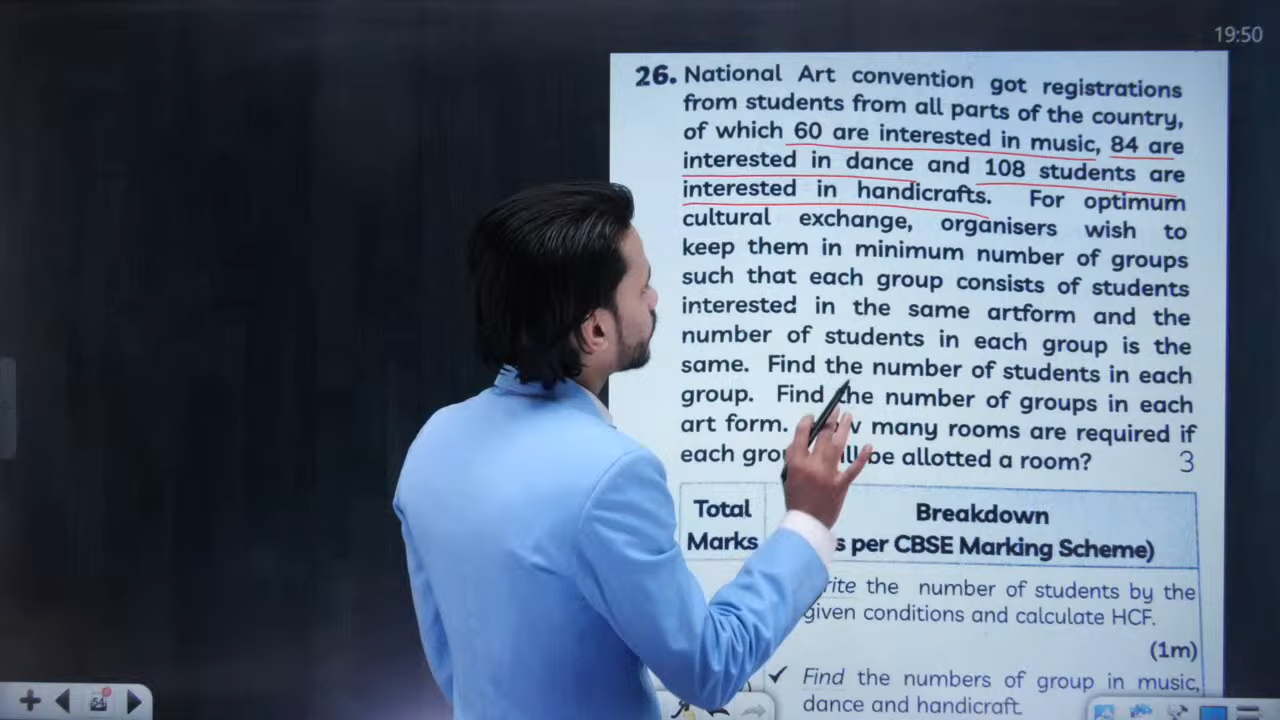 19:50
26. National Art convention got registrations
from students from all parts of the country,
of which 60 are interested in music, 84 are
interested in dance and 108 students are
interested in handicrafts. For optimum
cultural exchange, organisers wish to
keep them in minimum number of groups
such that each group consists of students
interested in the same artform and the
number of students in each group is the
same. Find the number of students in each
group. Find the number of groups in each
art form. many rooms are required if
each be allotted a room? 3
Total Marks
Breakdown
per CBSE Marking Scheme)
the number of students by the
given conditions and calculate HCF.
(1m)
✓ Find the numbers of group in music,
dance and handicraft